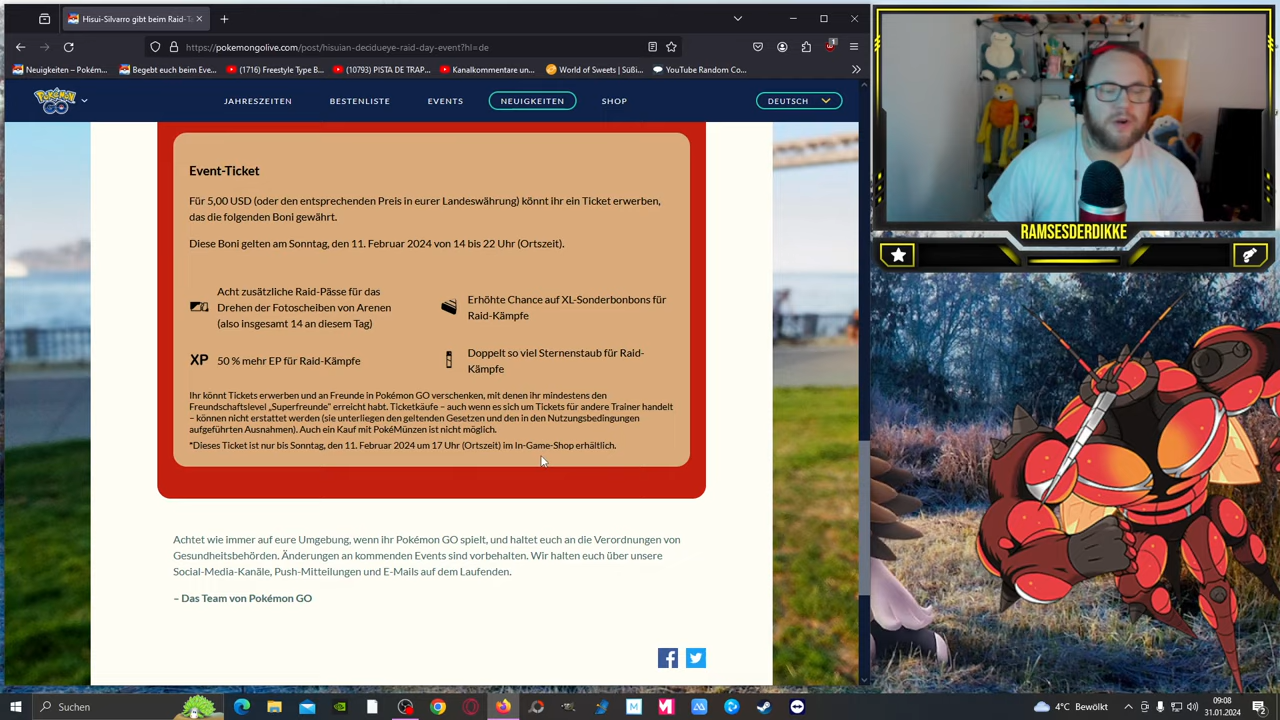 Hisui-Silvarro gibt beim Raid-Ta
https://pokemongolive.com/post/hisuian-decidueye-raid-day-event?hl=de
1
Neuigkeiten – Pokém...
Begebt euch beim Eve...
(1716) Freestyle Type B...
(10793) PISTA DE TRAP...
Kanalkommentare un...
World of Sweets | Süßi...
YouTube Random Co...
JAHRESZEITEN
BESTENLISTE
EVENTS
NEUIGKEITEN
SHOP
DEUTSCH
Event-Ticket
Für 5,00 USD (oder den entsprechenden Preis in eurer Landeswährung) könnt ihr ein Ticket erwerben,
das die folgenden Boni gewährt.
Diese Boni gelten am Sonntag, den 11. Februar 2024 von 14 bis 22 Uhr (Ortszeit).
Acht zusätzliche Raid-Pässe für das
Drehen der Fotoscheiben von Arenen
(also insgesamt 14 an diesem Tag)
Erhöhte Chance auf XL-Sonderbonbons für
Raid-Kämpfe
XP 50 % mehr EP für Raid-Kämpfe
Doppelt so viel Sternenstaub für Raid-
Kämpfe
Ihr könnt Tickets erwerben und an Freunde in Pokémon GO verschenken, mit denen ihr mindestens den
Freundschaftslevel „Superfreunde“ erreicht habt. Ticketkäufe – auch wenn es sich um Tickets für andere Trainer handelt
– können nicht erstattet werden (sie unterliegen den geltenden Gesetzen und den in den Nutzungsbedingungen
aufgeführten Ausnahmen). Auch ein Kauf mit PokéMünzen ist nicht möglich.
*Dieses Ticket ist nur bis Sonntag, den 11. Februar 2024 um 17 Uhr (Ortszeit) im In-Game-Shop erhältlich.
Achtet wie immer auf eure Umgebung, wenn ihr Pokémon GO spielt, und haltet euch an die Verordnungen von
Gesundheitsbehörden. Änderungen an kommenden Events sind vorbehalten. Wir halten euch über unsere
Social-Media-Kanäle, Push-Mitteilungen und E-Mails auf dem Laufenden.
– Das Team von Pokémon GO
RAMSESDERDIKKE
Suchen
4°C Bewölkt
09:08
31.01.2024
2